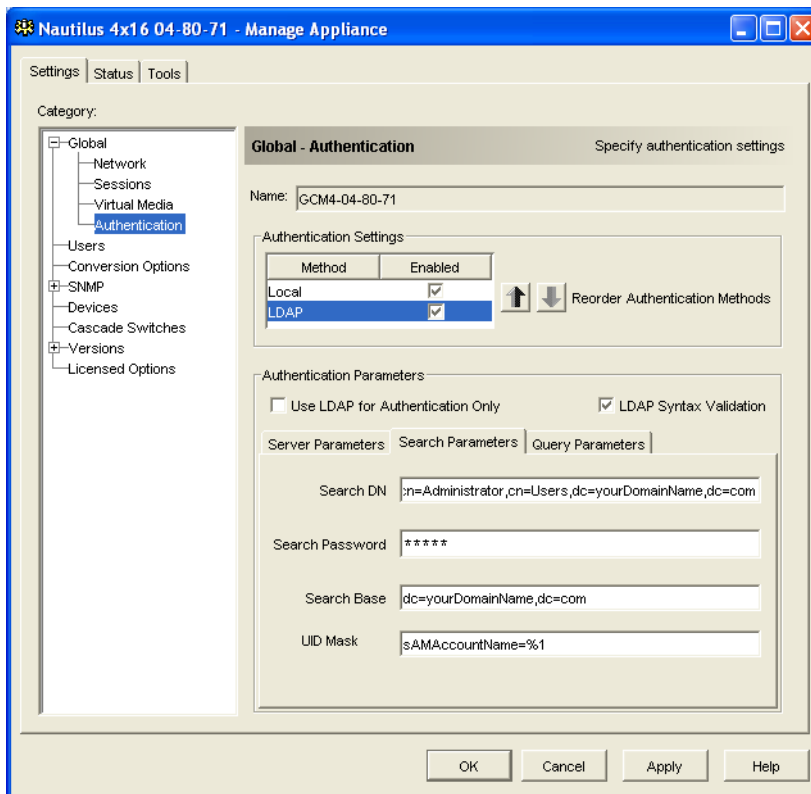 Nautilus 4x16 04-80-71 - Manage Appliance
Settings Status Tools
Category:
Global
Network
Sessions
Virtual Media
Authentication
Users
Conversion Options
SNMP
Devices
Cascade Switches
Versions
Licensed Options
Global - Authentication Specify authentication settings
Name: GCM4-04-80-71
Authentication Settings
Method Enabled
Local
LDAP
Reorder Authentication Methods
Authentication Parameters
Use LDAP for Authentication Only LDAP Syntax Validation
Server Parameters Search Parameters Query Parameters
Search DN :n=Administrator,cn=Users,dc=yourDomainName,dc=com
Search Password *****
Search Base dc=yourDomainName,dc=com
UID Mask sAMAccountName=%1
OK Cancel Apply Help